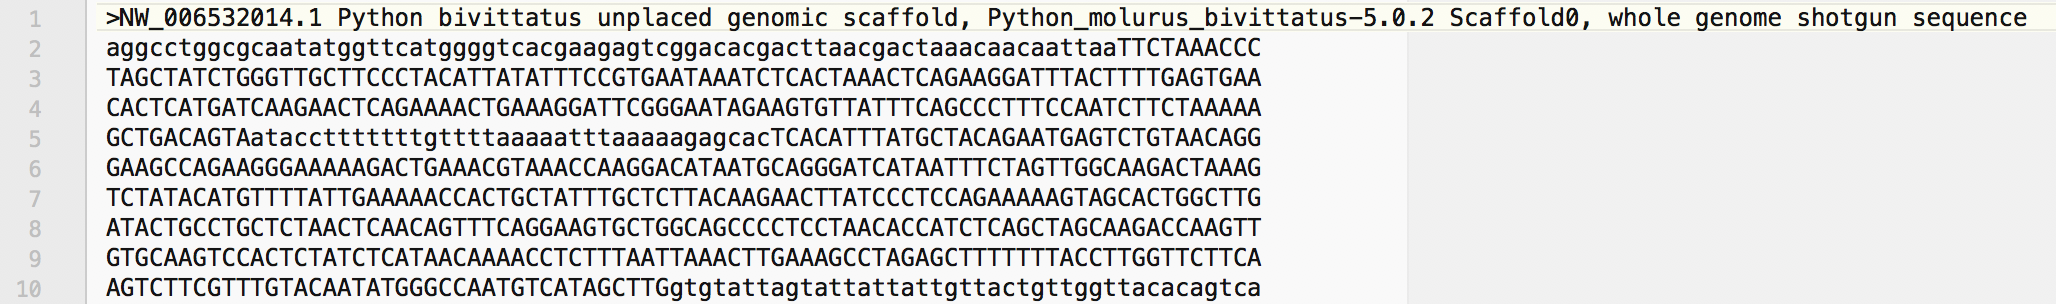 1 >NW_006532014.1 Python bivittatus unplaced genomic scaffold, Python_molurus_bivittatus-5.0.2 Scaffold0, whole genome shotgun sequence
2 aggcctggcgcaatatggttcatggggtcacgaagagtcggacacgacttaacgactaaacaacaattaaTTCTAAACCC
3 TAGCTATCTGGGTTGCTTCCCTACATTATATTTCCGTGAATAAATCTCACTAAACTCAGAAGGATTTACTTTTGAGTGAA
4 CACTCATGATCAAGAACTCAGAAAACTGAAAGGATTCGGGAATAGAAGTGTTATTTCAGCCCTTTCCAATCTTCTAAAAA
5 GCTGACAGTAatacctttttttgttttaaaaatttaaaaagagcacTCACATTTATGCTACAGAATGAGTCTGTAACAGG
6 GAAGCCAGAAGGGAAAAAGACTGAAACGTAAACCAAGGACATAATGCAGGGATCATAATTTCTAGTTGGCAAGACTAAAG
7 TCTATACATGTTTTATTGAAAAACCACTGCTATTTGCTCTTACAAGAACTTATCCCTCCAGAAAAAGTAGCACTGGCTTG
8 ATACTGCCTGCTCTAACTCAACAGTTTCAGGAAGTGCTGGCAGCCCCTCCTAACACCATCTCAGCTAGCAAGACCAAGTT
9 GTGCAAGTCCACTCTATCTCATAACAAAACCTCTTTAATTAAACTTGAAAGCCTAGAGCTTTTTTTACCTTGGTTCTTCA
10 AGTCTTCGTTTGTACAATATGGGCCAATGTCATAGCTTGgtgtattagtattattattgttactgttggttacacagtca